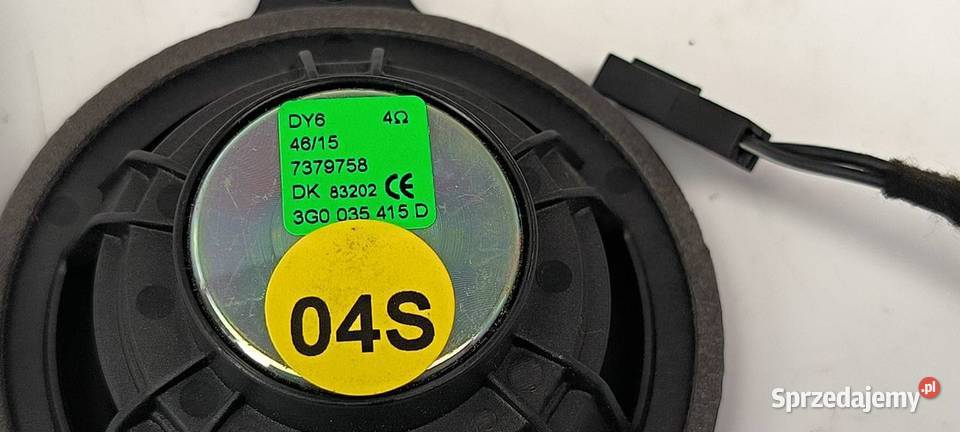 DY6 4Ω
46/15
7379758
DK 83202 CE
3G0 035 415 D
04S
Sprzedajemy.pl